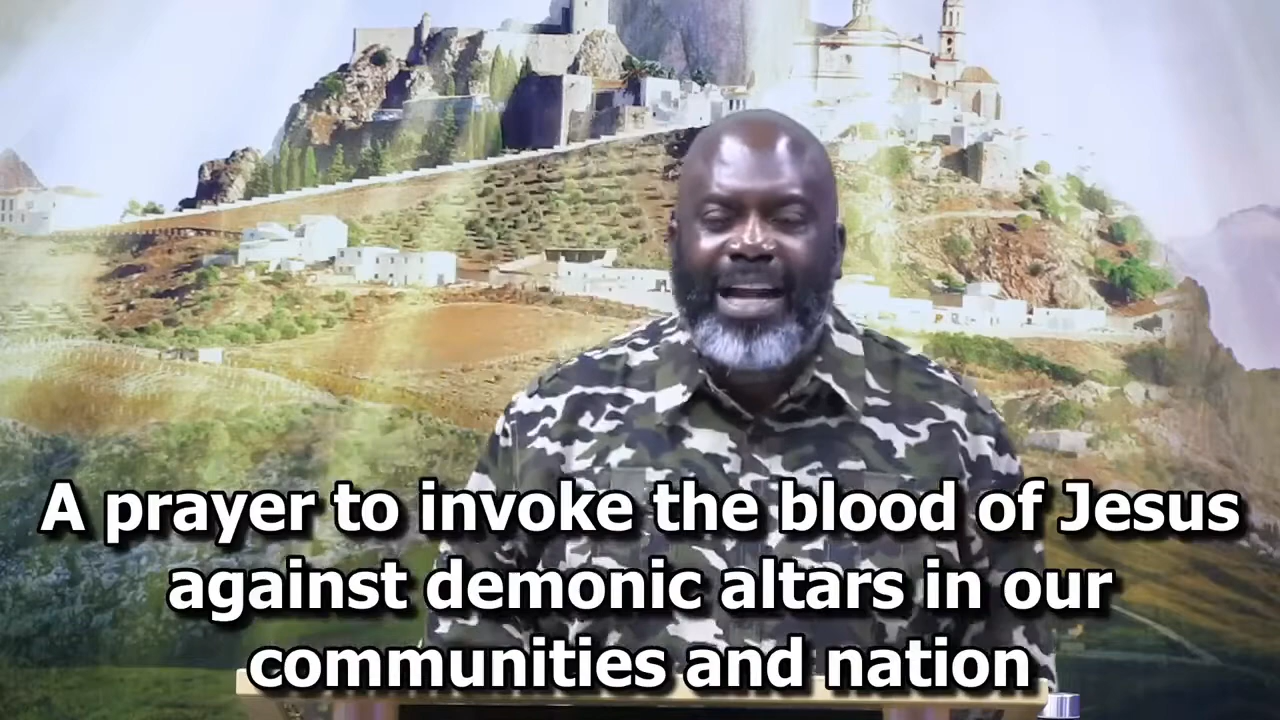 A prayer to invoke the blood of Jesus
against demonic altars in our
communities and nation